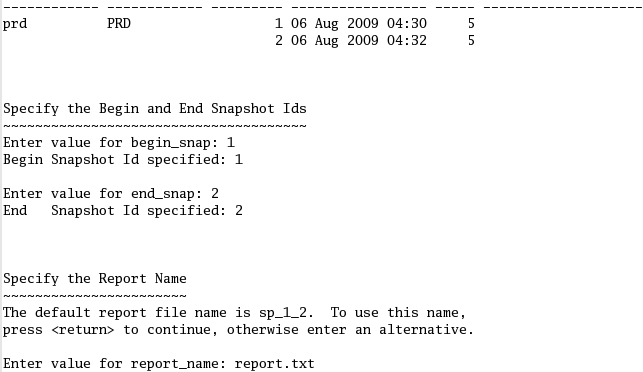 ------------ ------------ --------- ----------------- ----- --------------------
prd          PRD                  1 06 Aug 2009 04:30     5
                                  2 06 Aug 2009 04:32     5
Specify the Begin and End Snapshot Ids
~~~~~~~~~~~~~~~~~~~~~~~~~~~~~~~~~~~~~~
Enter value for begin_snap: 1
Begin Snapshot Id specified: 1
Enter value for end_snap: 2
End   Snapshot Id specified: 2
Specify the Report Name
~~~~~~~~~~~~~~~~~~~~~~~
The default report file name is sp_1_2.  To use this name,
press <return> to continue, otherwise enter an alternative.
Enter value for report_name: report.txt